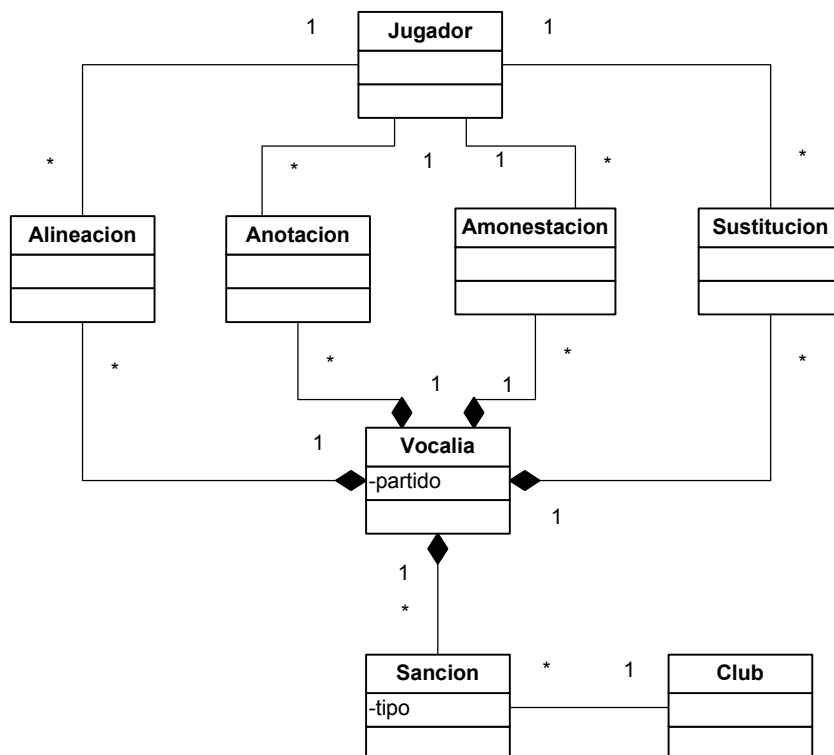 1 Jugador 1
* 1 1 *
* *
Alineacion Anotacion Amonestacion Sustitucion
* * * *
1 1
1 Vocalia
-partido
1
1
*
Sancion * 1 Club
-tipo